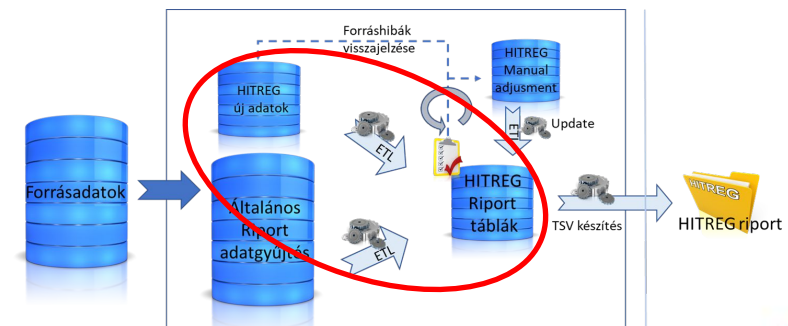 Forráshibák
visszajelzése
HITREG
új adatok
HITREG
Manual
adjusment
ETL
Update
ETL
Forrásadatok
Általános
Riport
adatgyűjtés
HITREG
Riport
táblák
ETL
TSV készítés
HITREG
HITREG riport